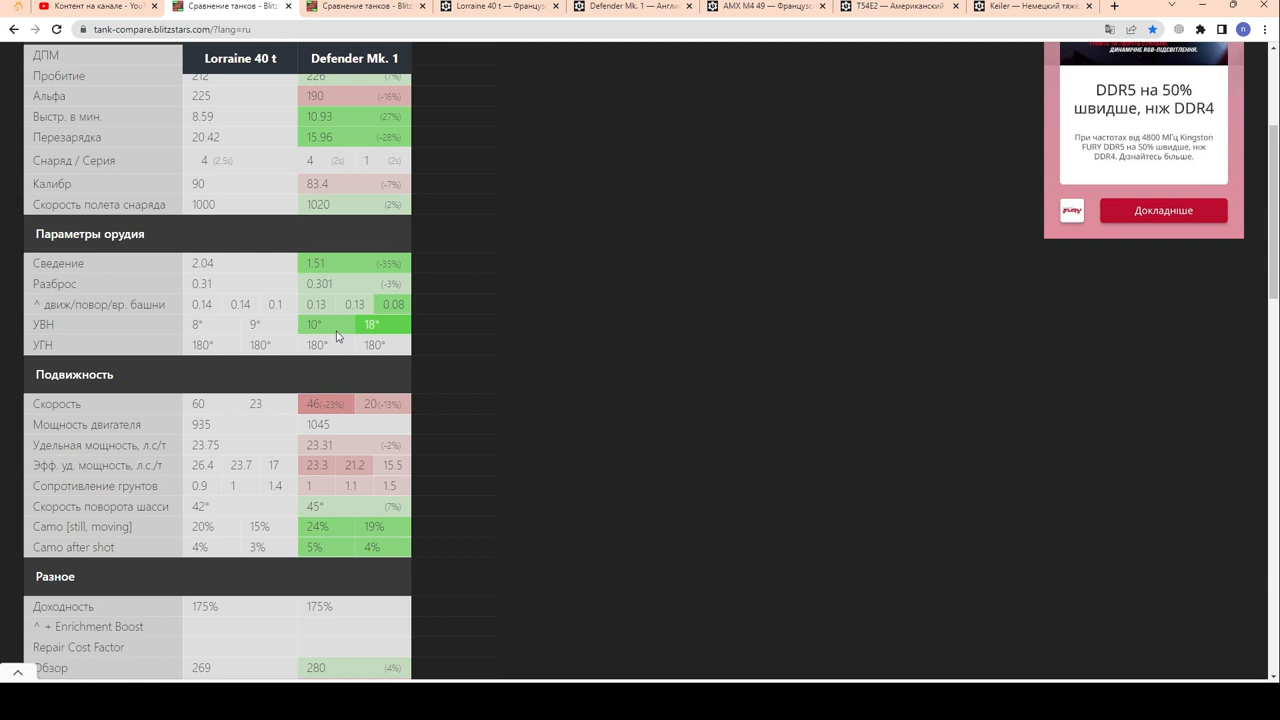 Контент на канале - YouT
Сравнение танков - Blitz
Сравнение танков - Blitz
Lorraine 40 t — Француз
Defender Mk. 1 — Англи
AMX M4 49 — Французс
T54E2 — Американский
Keiler — Немецкий тяжё
tank-compare.blitzstars.com/?lang=ru
п
ДПМ Lorraine 40 t Defender Mk. 1
Пробитие 212 226 (7%)
Альфа 225 190 (-16%)
Выстр. в мин. 8.59 10.93 (27%)
Перезарядка 20.42 15.96 (-28%)
Снаряд / Серия 4 (2.5s) 4 (2s) 1 (2s)
Калибр 90 83.4 (-7%)
Скорость полета снаряда 1000 1020 (2%)
Параметры орудия
Сведение 2.04 1.51 (-35%)
Разброс 0.31 0.301 (-3%)
^ движ/повор/вр. башни 0.14 0.14 0.1 0.13 0.13 0.08
УВН 8° 9° 10° 18°
УГН 180° 180° 180° 180°
Подвижность
Скорость 60 23 46(-23%) 20(-13%)
Мощность двигателя 935 1045
Удельная мощность, л.с/т 23.75 23.31 (-2%)
Эфф. уд. мощность, л.с./т 26.4 23.7 17 23.3 21.2 15.5
Сопротивление грунтов 0.9 1 1.4 1 1.1 1.5
Скорость поворота шасси 42° 45° (7%)
Camo [still, moving] 20% 15% 24% 19%
Camo after shot 4% 3% 5% 4%
Разное
Доходность 175% 175%
^ + Enrichment Boost
Repair Cost Factor
Обзор 269 280 (4%)
ДИНАМІЧНЕ RGB-ПІДСВІТЛЕННЯ.
DDR5 на 50%
швидше, ніж DDR4
При частотах від 4800 МГц Kingston
FURY DDR5 на 50% швидше, ніж
DDR4. Дізнайтесь більше.
FURY
Докладніше